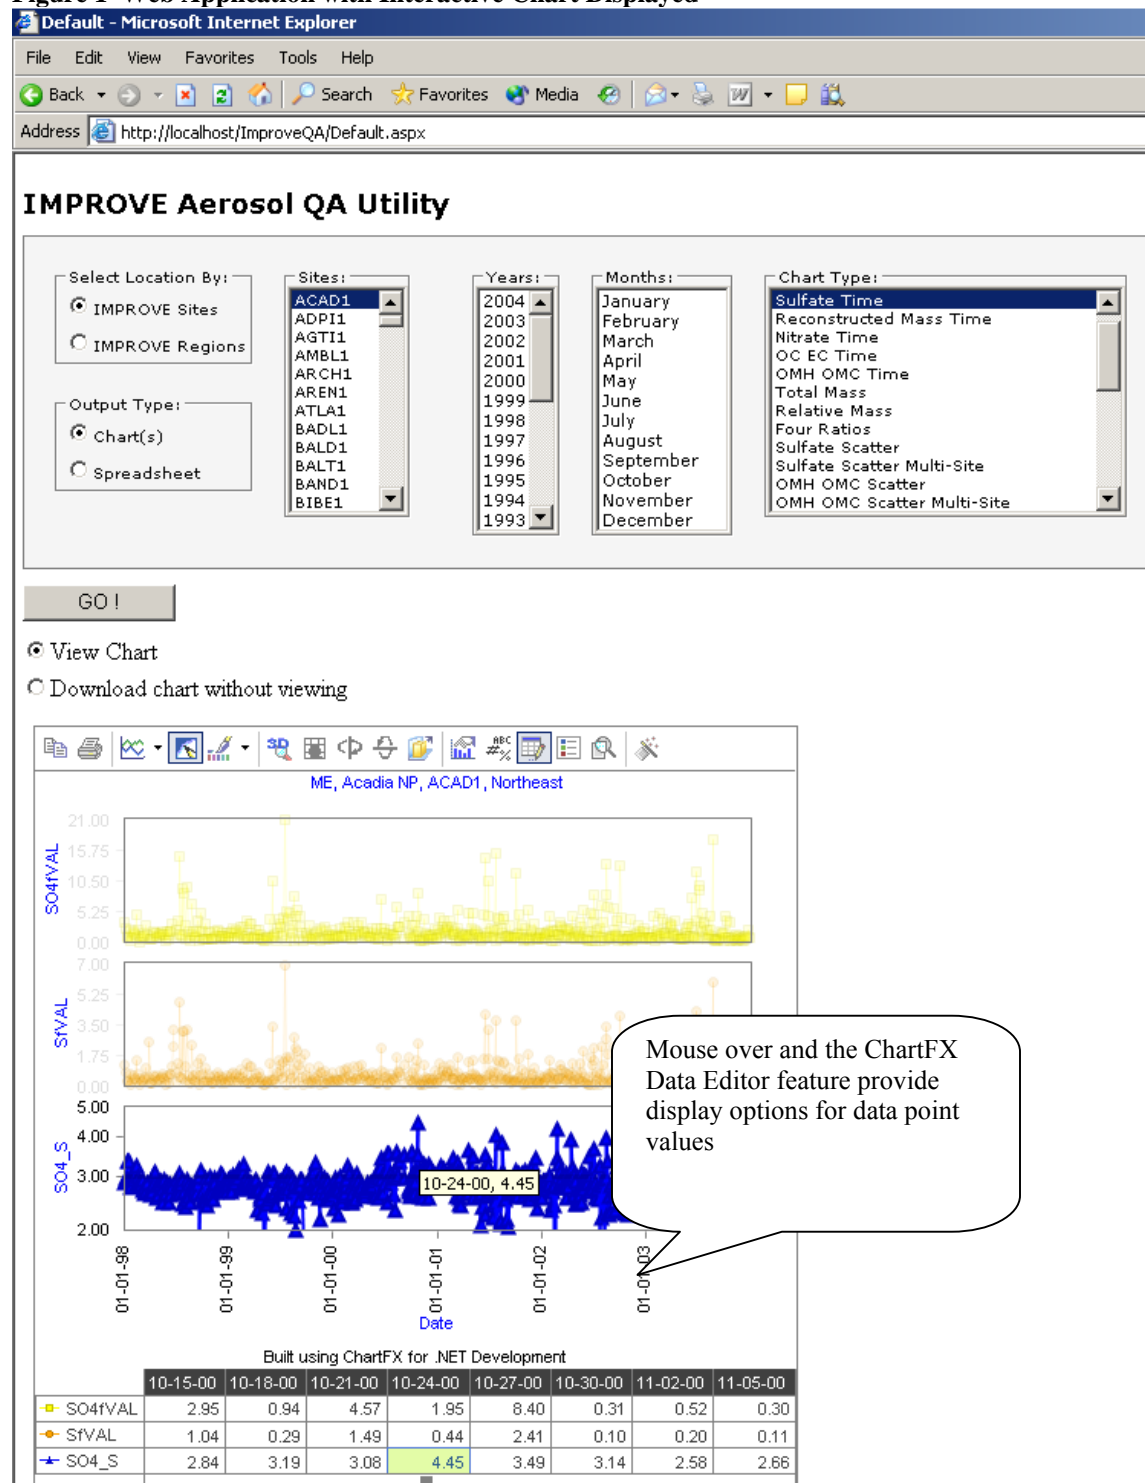 Figure 1 Web Application with Interactive Chart Displayed
Default - Microsoft Internet Explorer
File Edit View Favorites Tools Help
Back Search Favorites Media
Address http://localhost/ImproveQA/Default.aspx
IMPROVE Aerosol QA Utility
Select Location By:
IMPROVE Sites
IMPROVE Regions
Output Type:
Chart(s)
Spreadsheet
Sites:
ACAD1
ADPI1
AGTI1
AMBL1
ARCH1
AREN1
ATLA1
BADL1
BALD1
BALT1
BAND1
BIBE1
Years:
2004
2003
2002
2001
2000
1999
1998
1997
1996
1995
1994
1993
Months:
January
February
March
April
May
June
July
August
September
October
November
December
Chart Type:
Sulfate Time
Reconstructed Mass Time
Nitrate Time
OC EC Time
OMH OMC Time
Total Mass
Relative Mass
Four Ratios
Sulfate Scatter
Sulfate Scatter Multi-Site
OMH OMC Scatter
OMH OMC Scatter Multi-Site
GO !
View Chart
Download chart without viewing
3D
ABC
#%
ME, Acadia NP, ACAD1, Northeast
SO4fVAL
21.00
15.75
10.50
5.25
0.00
SfVAL
7.00
5.25
3.50
1.75
0.00
SO4_S
5.00
4.00
3.00
2.00
10-24-00, 4.45
Mouse over and the ChartFX
Data Editor feature provide
display options for data point
values
01-01-98
01-01-99
01-01-00
01-01-01
01-01-02
01-01-03
Date
Built using ChartFX for .NET Development
10-15-00 10-18-00 10-21-00 10-24-00 10-27-00 10-30-00 11-02-00 11-05-00
SO4fVAL 2.95 0.94 4.57 1.95 8.40 0.31 0.52 0.30
SfVAL 1.04 0.29 1.49 0.44 2.41 0.10 0.20 0.11
SO4_S 2.84 3.19 3.08 4.45 3.49 3.14 2.58 2.66